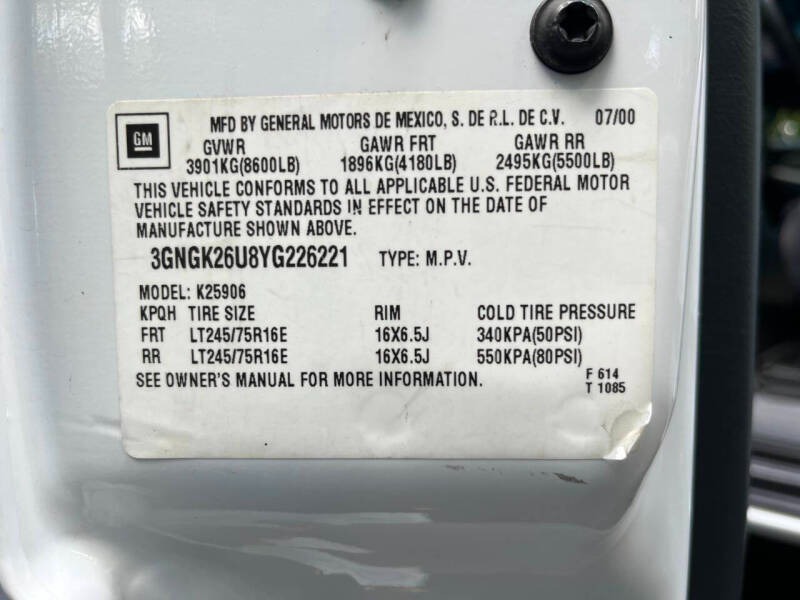 GM
MFD BY GENERAL MOTORS DE MEXICO, S. DE R.L. DE C.V. 07/00
GVWR GAWR FRT GAWR RR
3901KG(8600LB) 1896KG(4180LB) 2495KG(5500LB)
THIS VEHICLE CONFORMS TO ALL APPLICABLE U.S. FEDERAL MOTOR
VEHICLE SAFETY STANDARDS IN EFFECT ON THE DATE OF
MANUFACTURE SHOWN ABOVE.
3GNGK26U8YG226221 TYPE: M.P.V.
MODEL: K25906
KPQH TIRE SIZE RIM COLD TIRE PRESSURE
FRT LT245/75R16E 16X6.5J 340KPA(50PSI)
RR LT245/75R16E 16X6.5J 550KPA(80PSI)
SEE OWNER'S MANUAL FOR MORE INFORMATION. F 614
T 1085